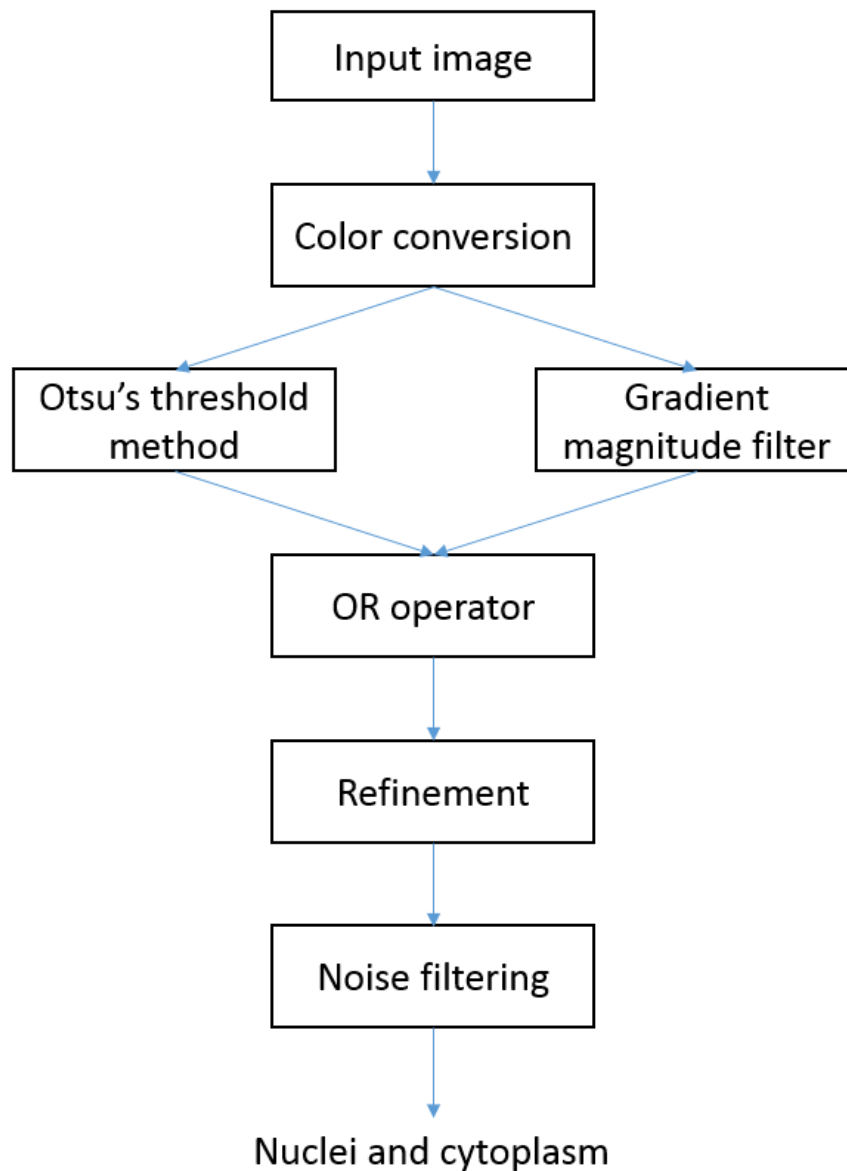 Input image
Color conversion
Otsu’s threshold
method
Gradient
magnitude filter
OR operator
Refinement
Noise filtering
Nuclei and cytoplasm